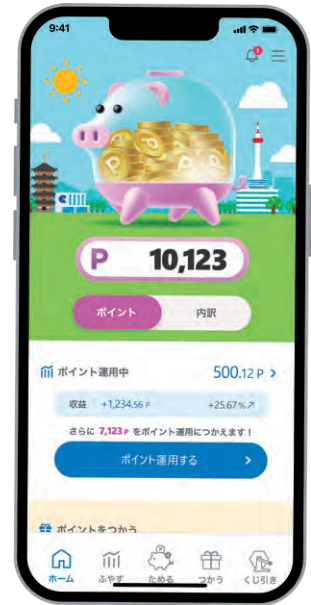 9:41
1
P 10,123
ポイント 内訳
ポイント運用中 500.12 P >
収益 +1,234.56 P +25.67 %
さらに 7,123 P をポイント運用につかえます！
ポイント運用する >
ポイントをつかう
ホーム ふやす ためる つかう くじ引き